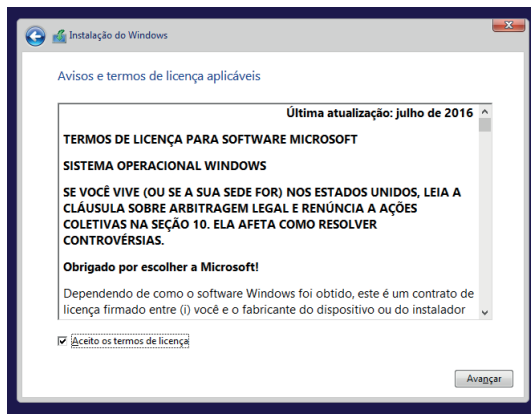 Instalação do Windows
Avisos e termos de licença aplicáveis
Última atualização: julho de 2016
TERMOS DE LICENÇA PARA SOFTWARE MICROSOFT
SISTEMA OPERACIONAL WINDOWS
SE VOCÊ VIVE (OU SE A SUA SEDE FOR) NOS ESTADOS UNIDOS, LEIA A
CLÁUSULA SOBRE ARBITRAGEM LEGAL E RENÚNCIA A AÇÕES
COLETIVAS NA SEÇÃO 10. ELA AFETA COMO RESOLVER
CONTROVÉRSIAS.
Obrigado por escolher a Microsoft!
Dependendo de como o software Windows foi obtido, este é um contrato de
licença firmado entre (i) você e o fabricante do dispositivo ou do instalador
Aceito os termos de licença
Avançar